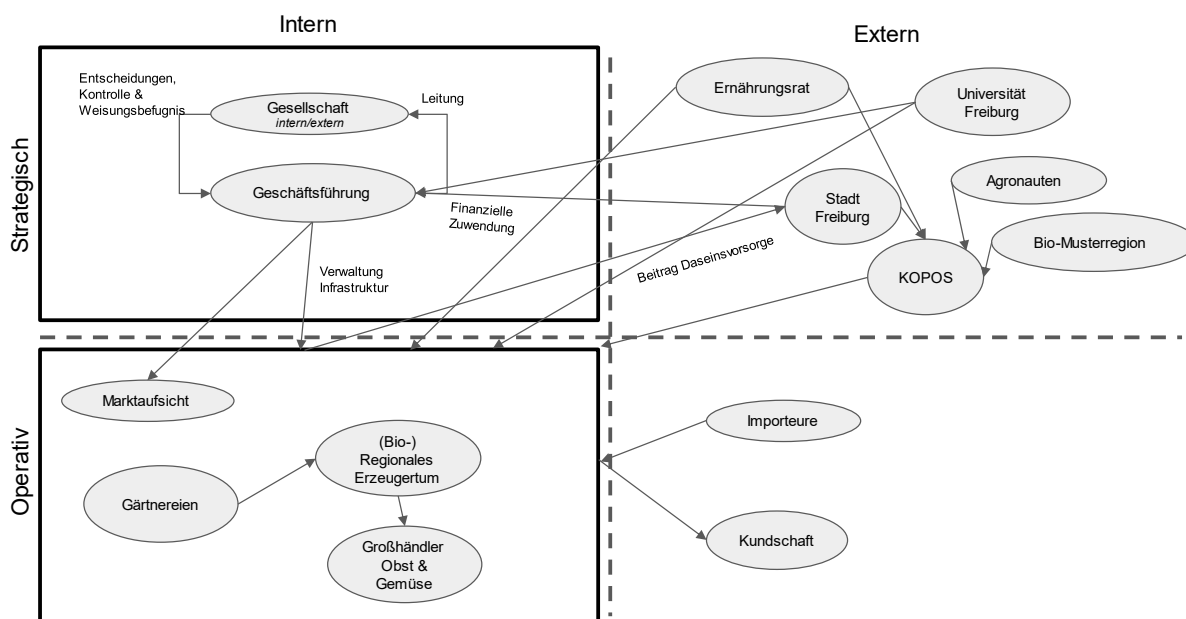 Intern
Extern
Strategisch
Entscheidungen,
Kontrolle &
Weisungsbefugnis
Gesellschaft
intern/extern
Leitung
Geschäftsführung
Finanzielle
Zuwendung
Verwaltung
Infrastruktur
Ernährungsrat
Universität
Freiburg
Agronauten
Stadt
Freiburg
Bio-Musterregion
Beitrag Daseinsvorsorge
KOPOS
Operativ
Marktaufsicht
(Bio-)
Regionales
Erzeugertum
Gärtnereien
Großhändler
Obst &
Gemüse
Importeure
Kundschaft